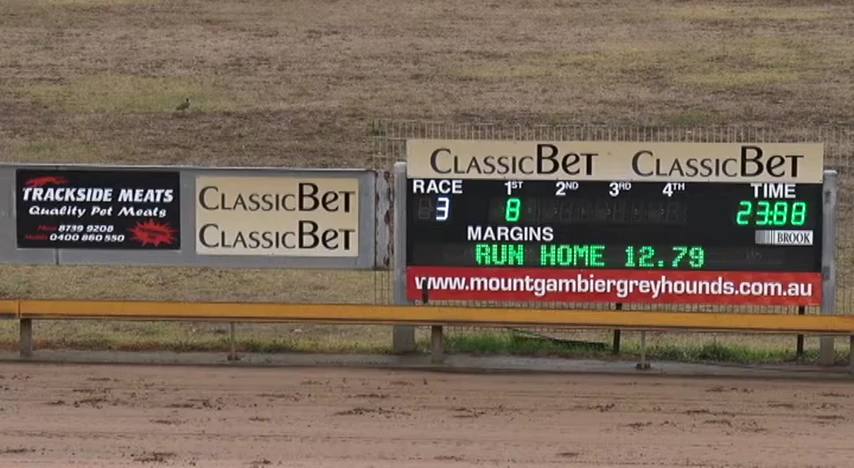 TRACKSIDE MEATS
Quality Pet Meats
8739 9208
0400 860 550
CLASSICBET
CLASSICBET
CLASSICBET CLASSICBET
RACE 1ST 2ND 3RD 4TH TIME
3 8 23:88
MARGINS
BROOK
RUN HOME 12.79
www.mountgambiergreyhounds.com.au